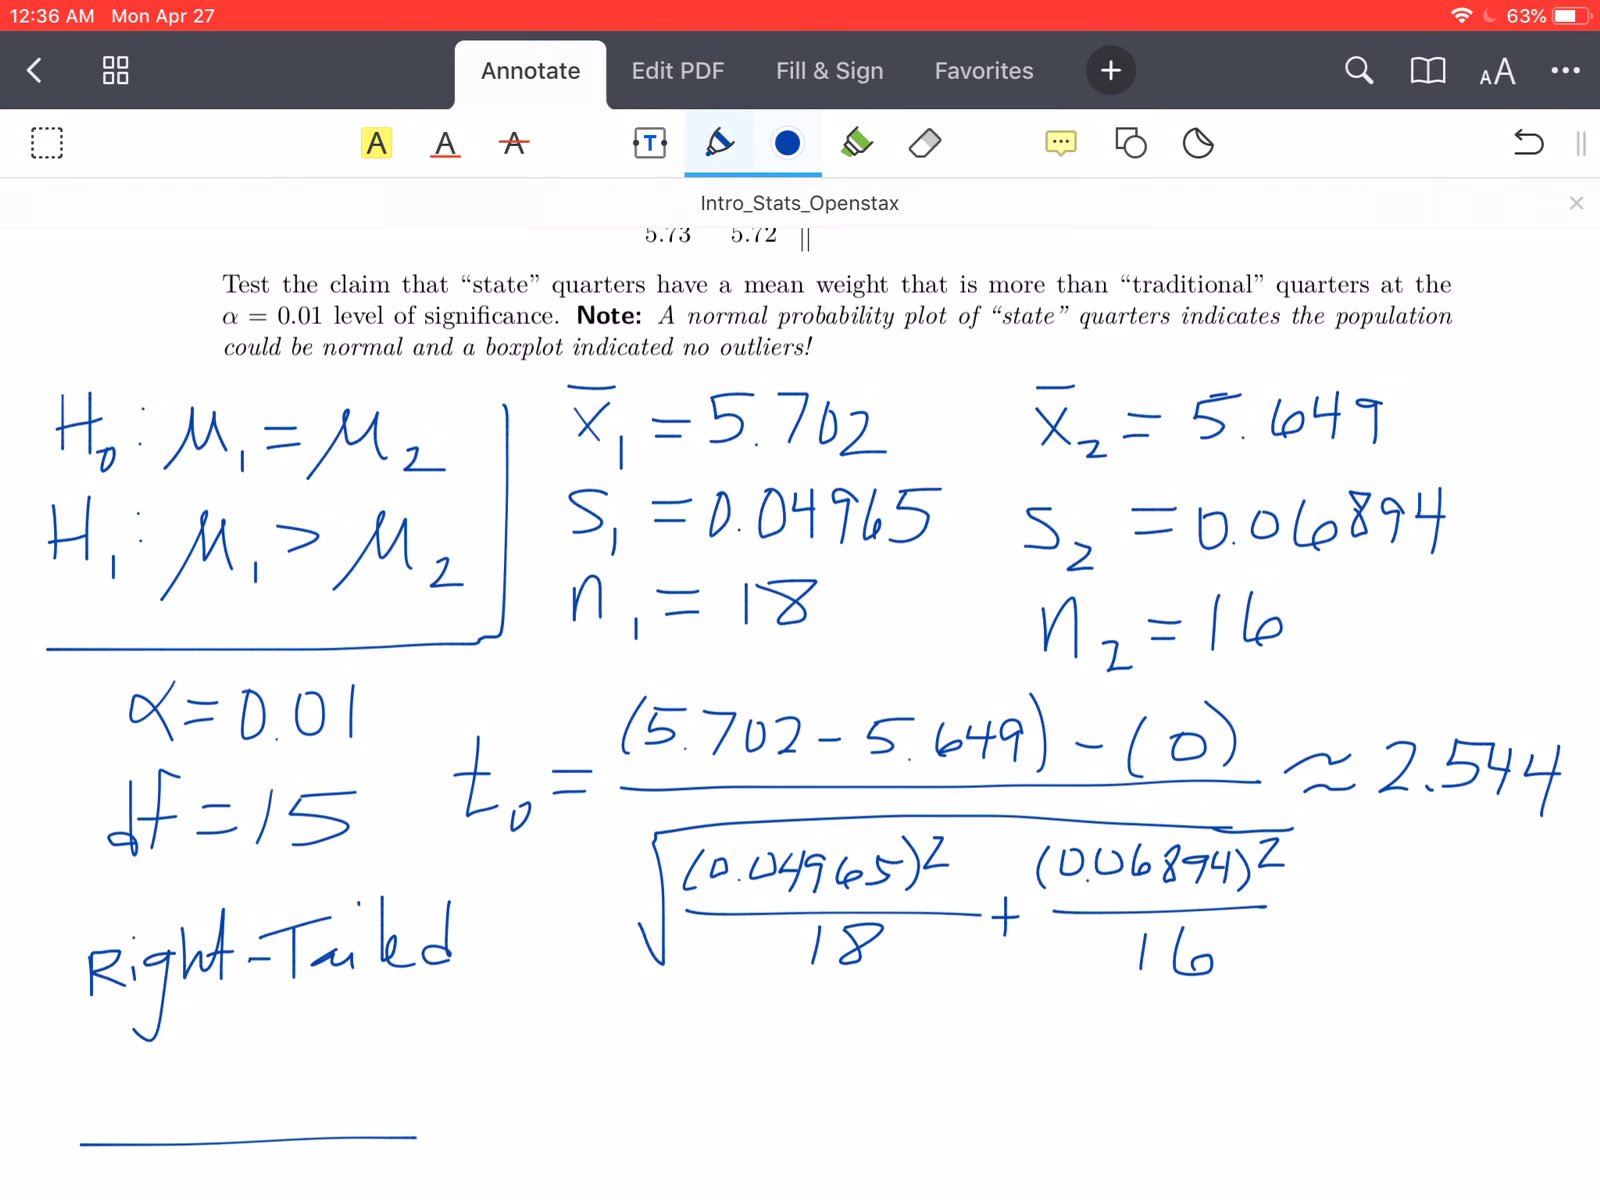 12:36 AM Mon Apr 27 63%
Annotate Edit PDF Fill & Sign Favorites
AA
A A A T
Intro_Stats_Openstax
5.73 5.72
Test the claim that “state” quarters have a mean weight that is more than “traditional” quarters at the
α = 0.01 level of significance. Note: A normal probability plot of “state” quarters indicates the population
could be normal and a boxplot indicated no outliers!
H₀: μ₁ = μ₂
H₁: μ₁ > μ₂
x̄₁ = 5.702
s₁ = 0.04965
n₁ = 18
x̄₂ = 5.649
s₂ = 0.06894
n₂ = 16
α = 0.01
df = 15
Right-Tailed
t₀ = (5.702 - 5.649) - (0) ≈ 2.544
√ (0.04965)² + (0.06894)²
18 16